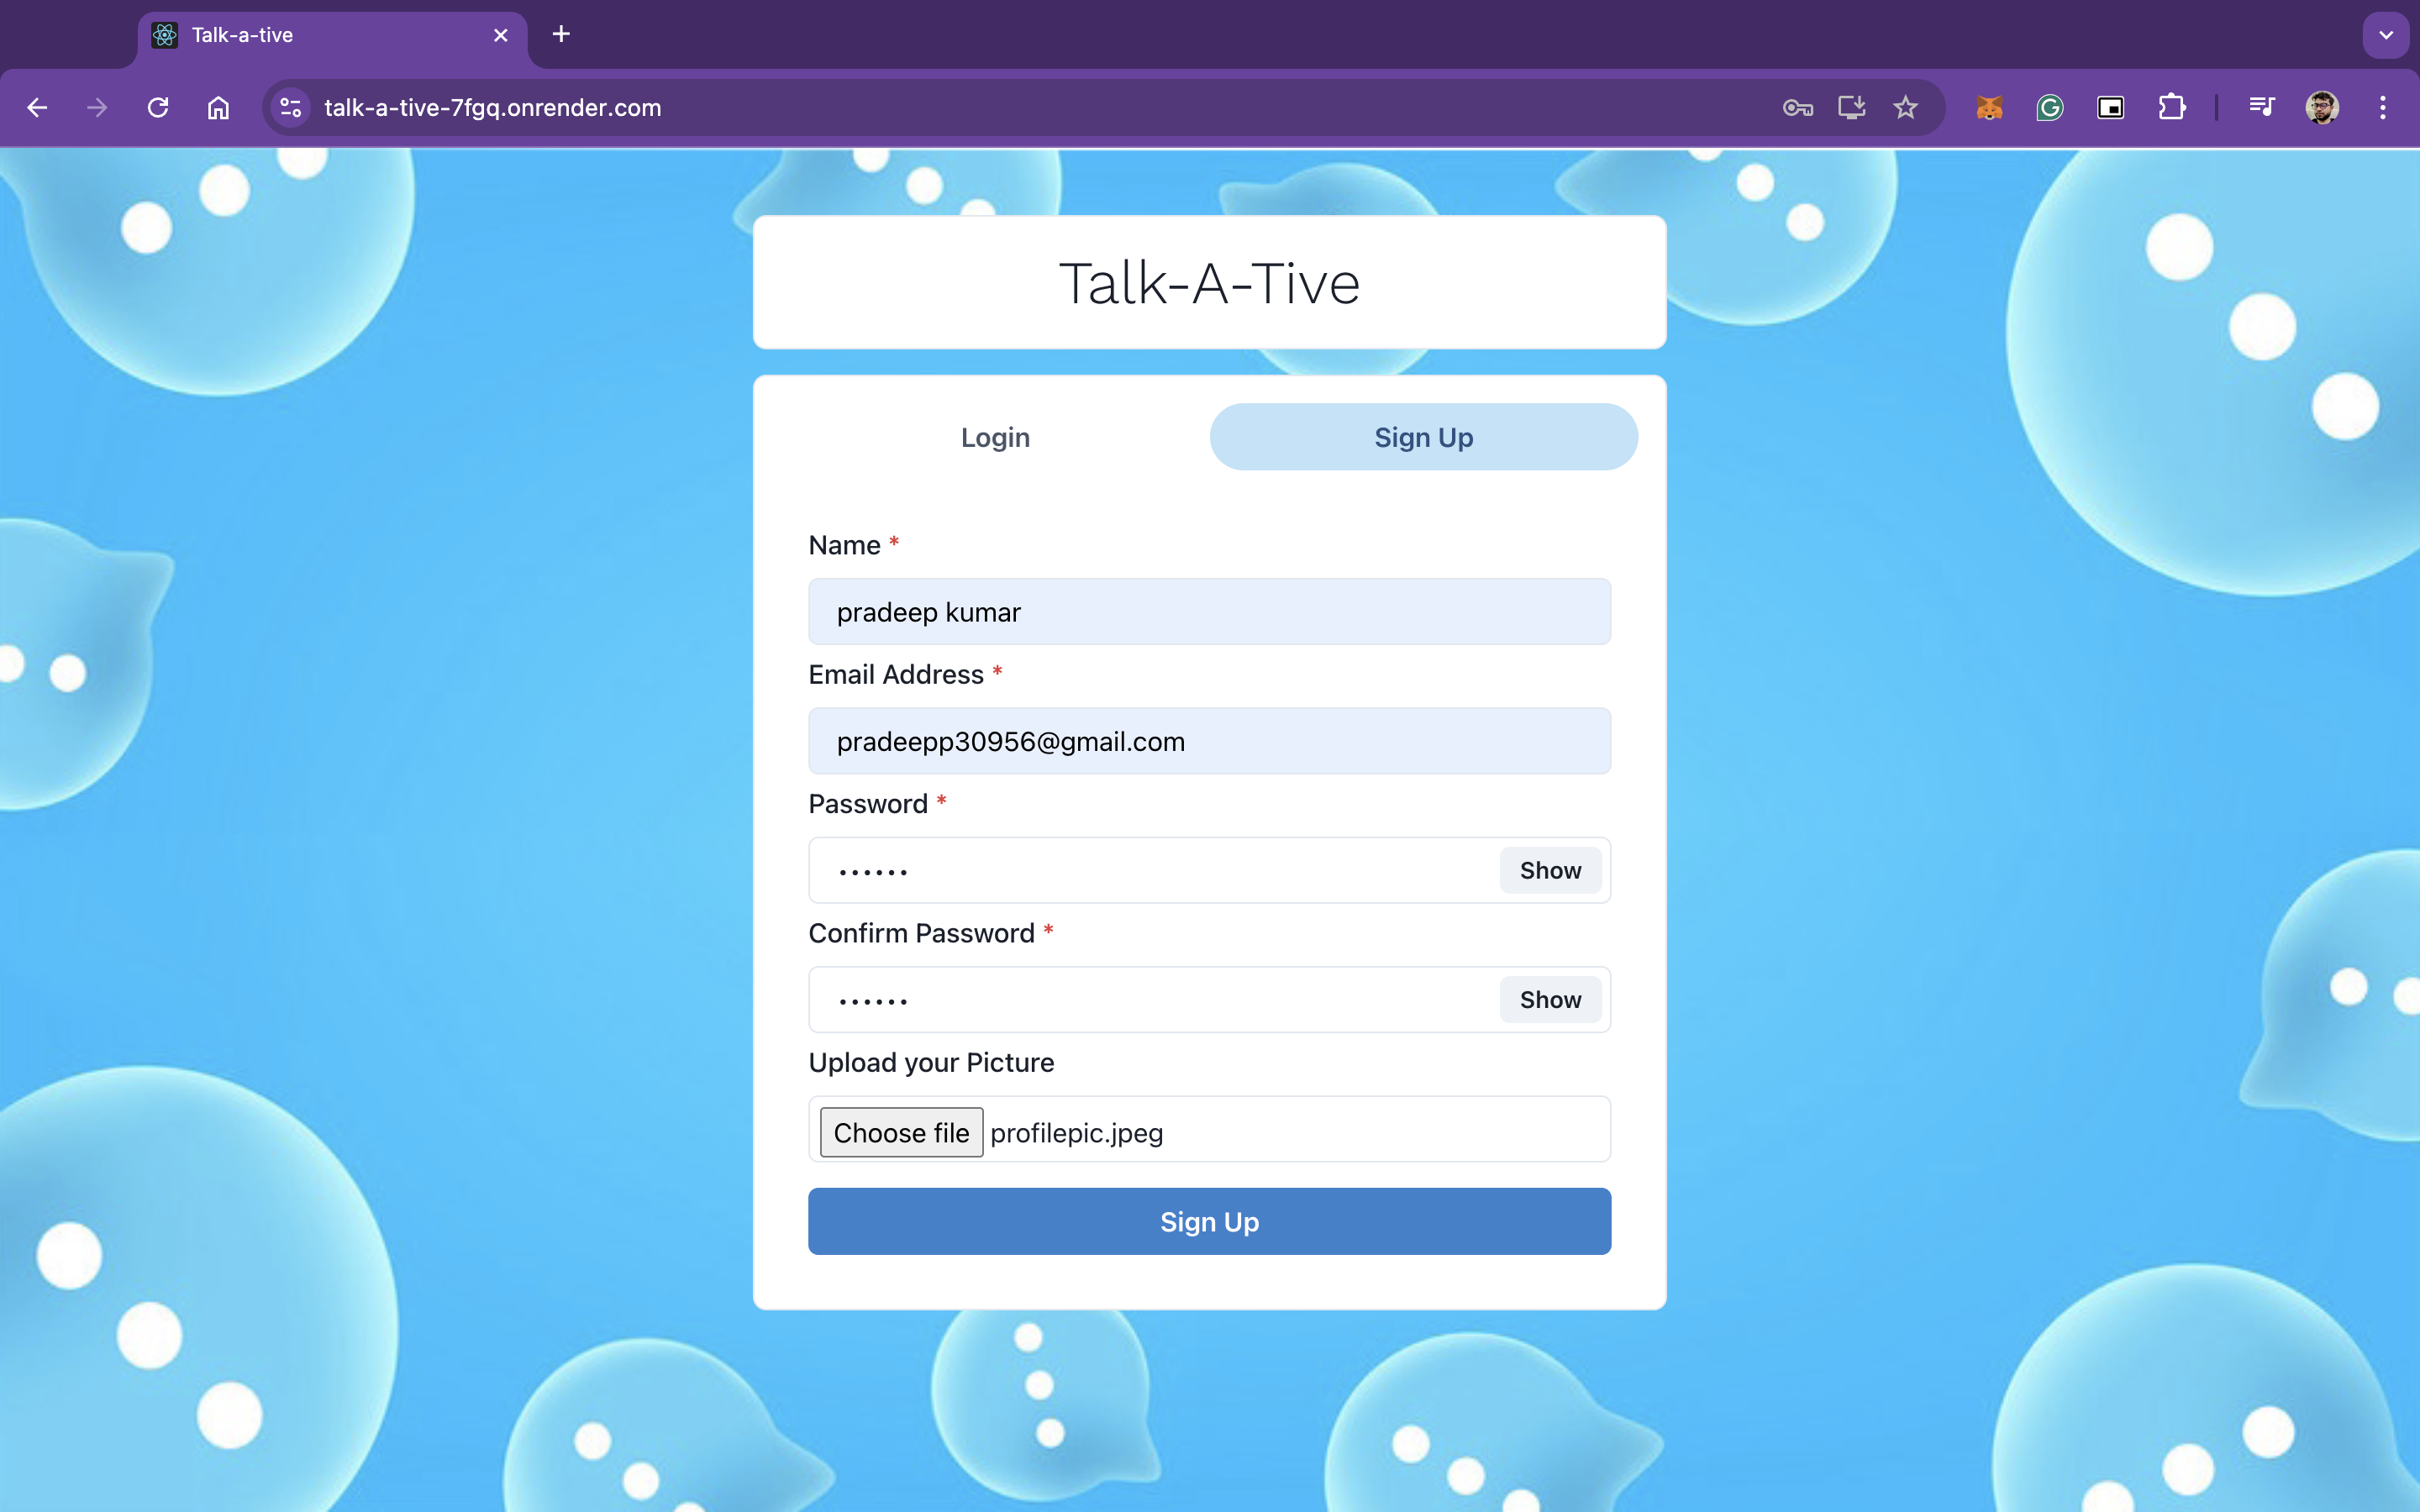 Talk-a-tive
talk-a-tive-7fgq.onrender.com
Talk-A-Tive
Login
Sign Up
Name *
pradeep kumar
Email Address *
pradeepp30956@gmail.com
Password *
••••••
Show
Confirm Password *
••••••
Show
Upload your Picture
Choose file profilepic.jpeg
Sign Up